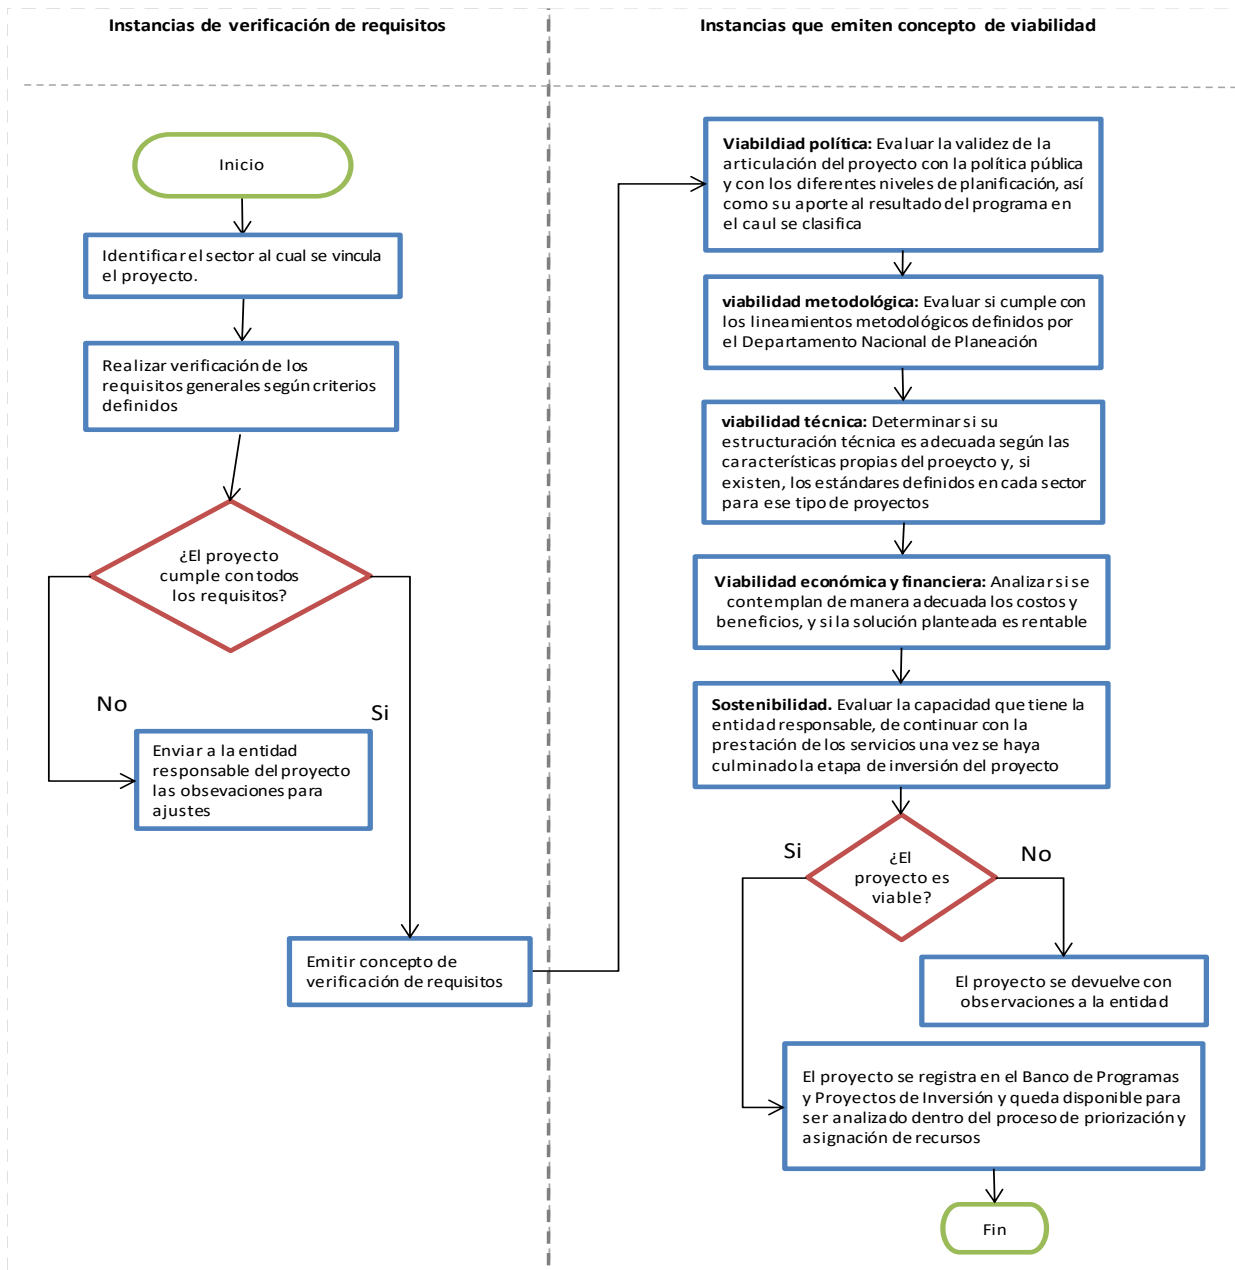 Instancias de verificación de requisitos
Inicio
Identificar el sector al cual se vincula
el proyecto.
Realizar verificación de los
requisitos generales según criterios
definidos
¿El proyecto
cumple con todos
los requisitos?
No
Si
Enviar a la entidad
responsable del proyecto
las obsevaciones para
ajustes
Emitir concepto de
verificación de requisitos
Instancias que emiten concepto de viabilidad
Viabildiad política: Evaluar la validez de la
articulación del proyecto con la política pública
y con los diferentes niveles de planificación, así
como su aporte al resultado del programa en
el caul se clasifica
viabilidad metodológica: Evaluar si cumple con
los lineamientos metodológicos definidos por
el Departamento Nacional de Planeación
viabilidad técnica: Determinar si su
estructuración técnica es adecuada según las
características propias del proeycto y, si
existen, los estándares definidos en cada sector
para ese tipo de proyectos
Viabilidad económica y financiera: Analizar si se
contemplan de manera adecuada los costos y
beneficios, y si la solución planteada es rentable
Sostenibilidad. Evaluar la capacidad que tiene la
entidad responsable, de continuar con la
prestación de los servicios una vez se haya
culminado la etapa de inversión del proyecto
Si
¿El
proyecto es
viable?
No
El proyecto se devuelve con
observaciones a la entidad
El proyecto se registra en el Banco de Programas
y Proyectos de Inversión y queda disponible para
ser analizado dentro del proceso de priorización y
asignación de recursos
Fin